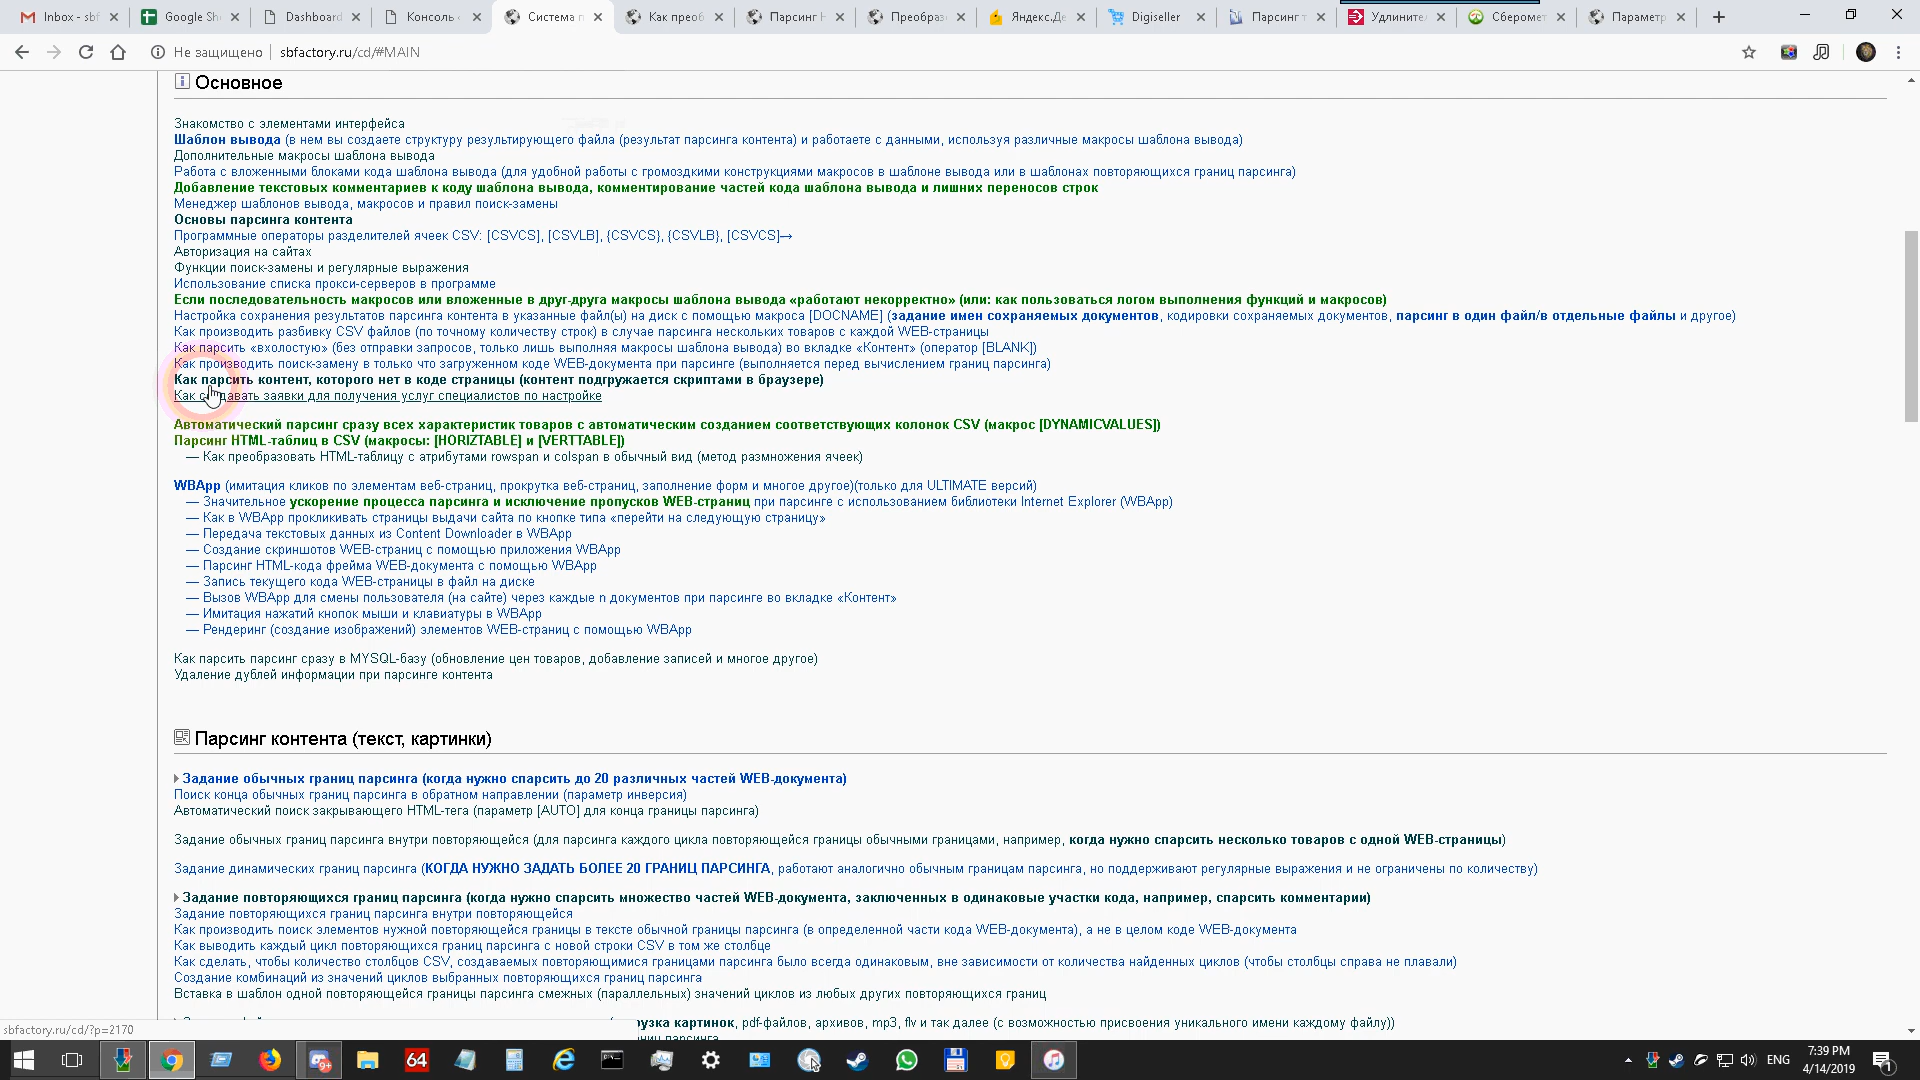 Inbox - sbf
Google Sh
Dashboard
Консоль
Система п
Как преоб
Парсинг H
Преобраз
Яндекс.Де
Digiseller
Парсинг т
Удлините
Сберомет
Параметр
Не защищено
sbfactory.ru/cd/#MAIN
Основное
Знакомство с элементами интерфейса
Шаблон вывода (в нем вы создаете структуру результирующего файла (результат парсинга контента) и работаете с данными, используя различные макросы шаблона вывода)
Дополнительные макросы шаблона вывода
Работа с вложенными блоками кода шаблона вывода (для удобной работы с громоздкими конструкциями макросов в шаблоне вывода или в шаблонах повторяющихся границ парсинга)
Добавление текстовых комментариев к коду шаблона вывода, комментирование частей кода шаблона вывода и лишних переносов строк
Менеджер шаблонов вывода, макросов и правил поиск-замены
Основы парсинга контента
Программные операторы разделителей ячеек CSV: [CSVCS], [CSVLB], {CSVCS}, {CSVLB}, [CSVCS]→
Авторизация на сайтах
Функции поиск-замены и регулярные выражения
Использование списка прокси-серверов в программе
Если последовательность макросов или вложенные в друг-друга макросы шаблона вывода «работают некорректно» (или: как пользоваться логом выполнения функций и макросов)
Настройка сохранения результатов парсинга контента в указанные файл(ы) на диск с помощью макроса [DOCNAME] (задание имен сохраняемых документов, кодировки сохраняемых документов, парсинг в один файл/в отдельные файлы и другое)
Как производить разбивку CSV файлов (по точному количеству строк) в случае парсинга нескольких товаров с каждой WEB-страницы
Как парсить «вхолостую» (без отправки запросов, только лишь выполняя макросы шаблона вывода) во вкладке «Контент» (оператор [BLANK])
Как производить поиск-замену в только что загруженном коде WEB-документа при парсинге (выполняется перед вычислением границ парсинга)
Как парсить контент, которого нет в коде страницы (контент подгружается скриптами в браузере)
Как создавать заявки для получения услуг специалистов по настройке
Автоматический парсинг сразу всех характеристик товаров с автоматическим созданием соответствующих колонок CSV (макрос [DYNAMICVALUES])
Парсинг HTML-таблиц в CSV (макросы: [HORIZTABLE] и [VERTTABLE])
— Как преобразовать HTML-таблицу с атрибутами rowspan и colspan в обычный вид (метод размножения ячеек)
WBApp (имитация кликов по элементам веб-страниц, прокрутка веб-страниц, заполнение форм и многое другое)(только для ULTIMATE версий)
— Значительное ускорение процесса парсинга и исключение пропусков WEB-страниц при парсинге с использованием библиотеки Internet Explorer (WBApp)
— Как в WBApp прокликивать страницы выдачи сайта по кнопке типа «перейти на следующую страницу»
— Передача текстовых данных из Content Downloader в WBApp
— Создание скриншотов WEB-страниц с помощью приложения WBApp
— Парсинг HTML-кода фрейма WEB-документа с помощью WBApp
— Запись текущего кода WEB-страницы в файл на диске
— Вызов WBApp для смены пользователя (на сайте) через каждые n документов при парсинге во вкладке «Контент»
— Имитация нажатий кнопок мыши и клавиатуры в WBApp
— Рендеринг (создание изображений) элементов WEB-страниц с помощью WBApp
Как парсить парсинг сразу в MYSQL-базу (обновление цен товаров, добавление записей и многое другое)
Удаление дублей информации при парсинге контента
Парсинг контента (текст, картинки)
Задание обычных границ парсинга (когда нужно спарсить до 20 различных частей WEB-документа)
Поиск конца обычных границ парсинга в обратном направлении (параметр инверсия)
Автоматический поиск закрывающего HTML-тега (параметр [AUTO] для конца границы парсинга)
Задание обычных границ парсинга внутри повторяющейся (для парсинга каждого цикла повторяющейся границы обычными границами, например, когда нужно спарсить несколько товаров с одной WEB-страницы)
Задание динамических границ парсинга (КОГДА НУЖНО ЗАДАТЬ БОЛЕЕ 20 ГРАНИЦ ПАРСИНГА, работают аналогично обычным границам парсинга, но поддерживают регулярные выражения и не ограничены по количеству)
Задание повторяющихся границ парсинга (когда нужно спарсить множество частей WEB-документа, заключенных в одинаковые участки кода, например, спарсить комментарии)
Задание повторяющихся границ парсинга внутри повторяющейся
Как производить поиск элементов нужной повторяющейся границы в тексте обычной границы парсинга (в определенной части кода WEB-документа), а не в целом коде WEB-документа
Как выводить каждый цикл повторяющихся границ парсинга с новой строки CSV в том же столбце
Как сделать, чтобы количество столбцов CSV, создаваемых повторяющимися границами парсинга было всегда одинаковым, вне зависимости от количества найденных циклов (чтобы столбцы справа не плавали)
Создание комбинаций из значений циклов выбранных повторяющихся границ парсинга
Вставка в шаблон одной повторяющейся границы парсинга смежных (параллельных) значений циклов из любых других повторяющихся границ
рузка картинок, pdf-файлов, архивов, mp3, flv и так далее (с возможностью присвоения уникального имени каждому файлу))
sbfactory.ru/cd/?p=2170
64
9+
ENG
7:39 PM
4/14/2019
1